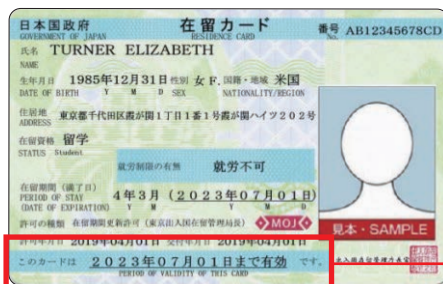 日本国政府 在留カード 番号 AB12345678CD
GOVERNMENT OF JAPAN RESIDENCE CARD No.
氏名 TURNER ELIZABETH
NAME
生年月日 1985年12月31日 性別 女 F. 国籍・地域 米国
DATE OF BIRTH Y M D SEX NATIONALITY/REGION
住居地 東京都千代田区霞が関1丁目1番1号霞が関ハイツ202号
ADDRESS
在留資格 留学
STATUS Student
就労制限の有無 就労不可
在留期間(満了日) 4年3月(2023年07月01日)
PERIOD OF STAY
(DATE OF EXPIRATION) Y M Y M D
許可の種類 在留期間更新許可(東京出入国在留管理局長) MOJ
見本・SAMPLE
許可年月日 2019年04月01日 交付年月日 2019年04月01日
このカードは 2023年07月01日まで有効 です。
PERIOD OF VALIDITY OF THIS CARD